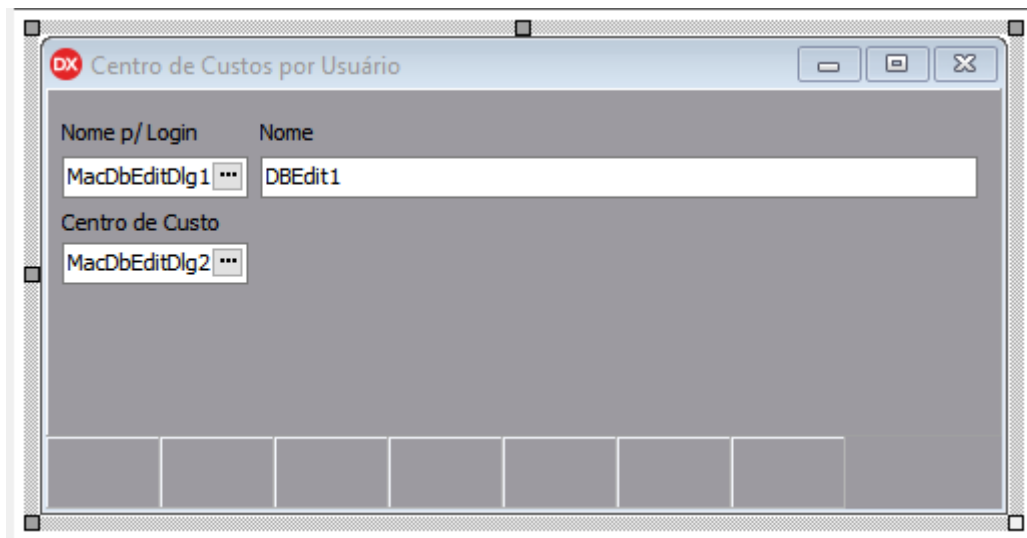 DX Centro de Custos por Usuário
Nome p/ Login Nome
MacDbEditDlg1 ... DBEdit1
Centro de Custo
MacDbEditDlg2 ...